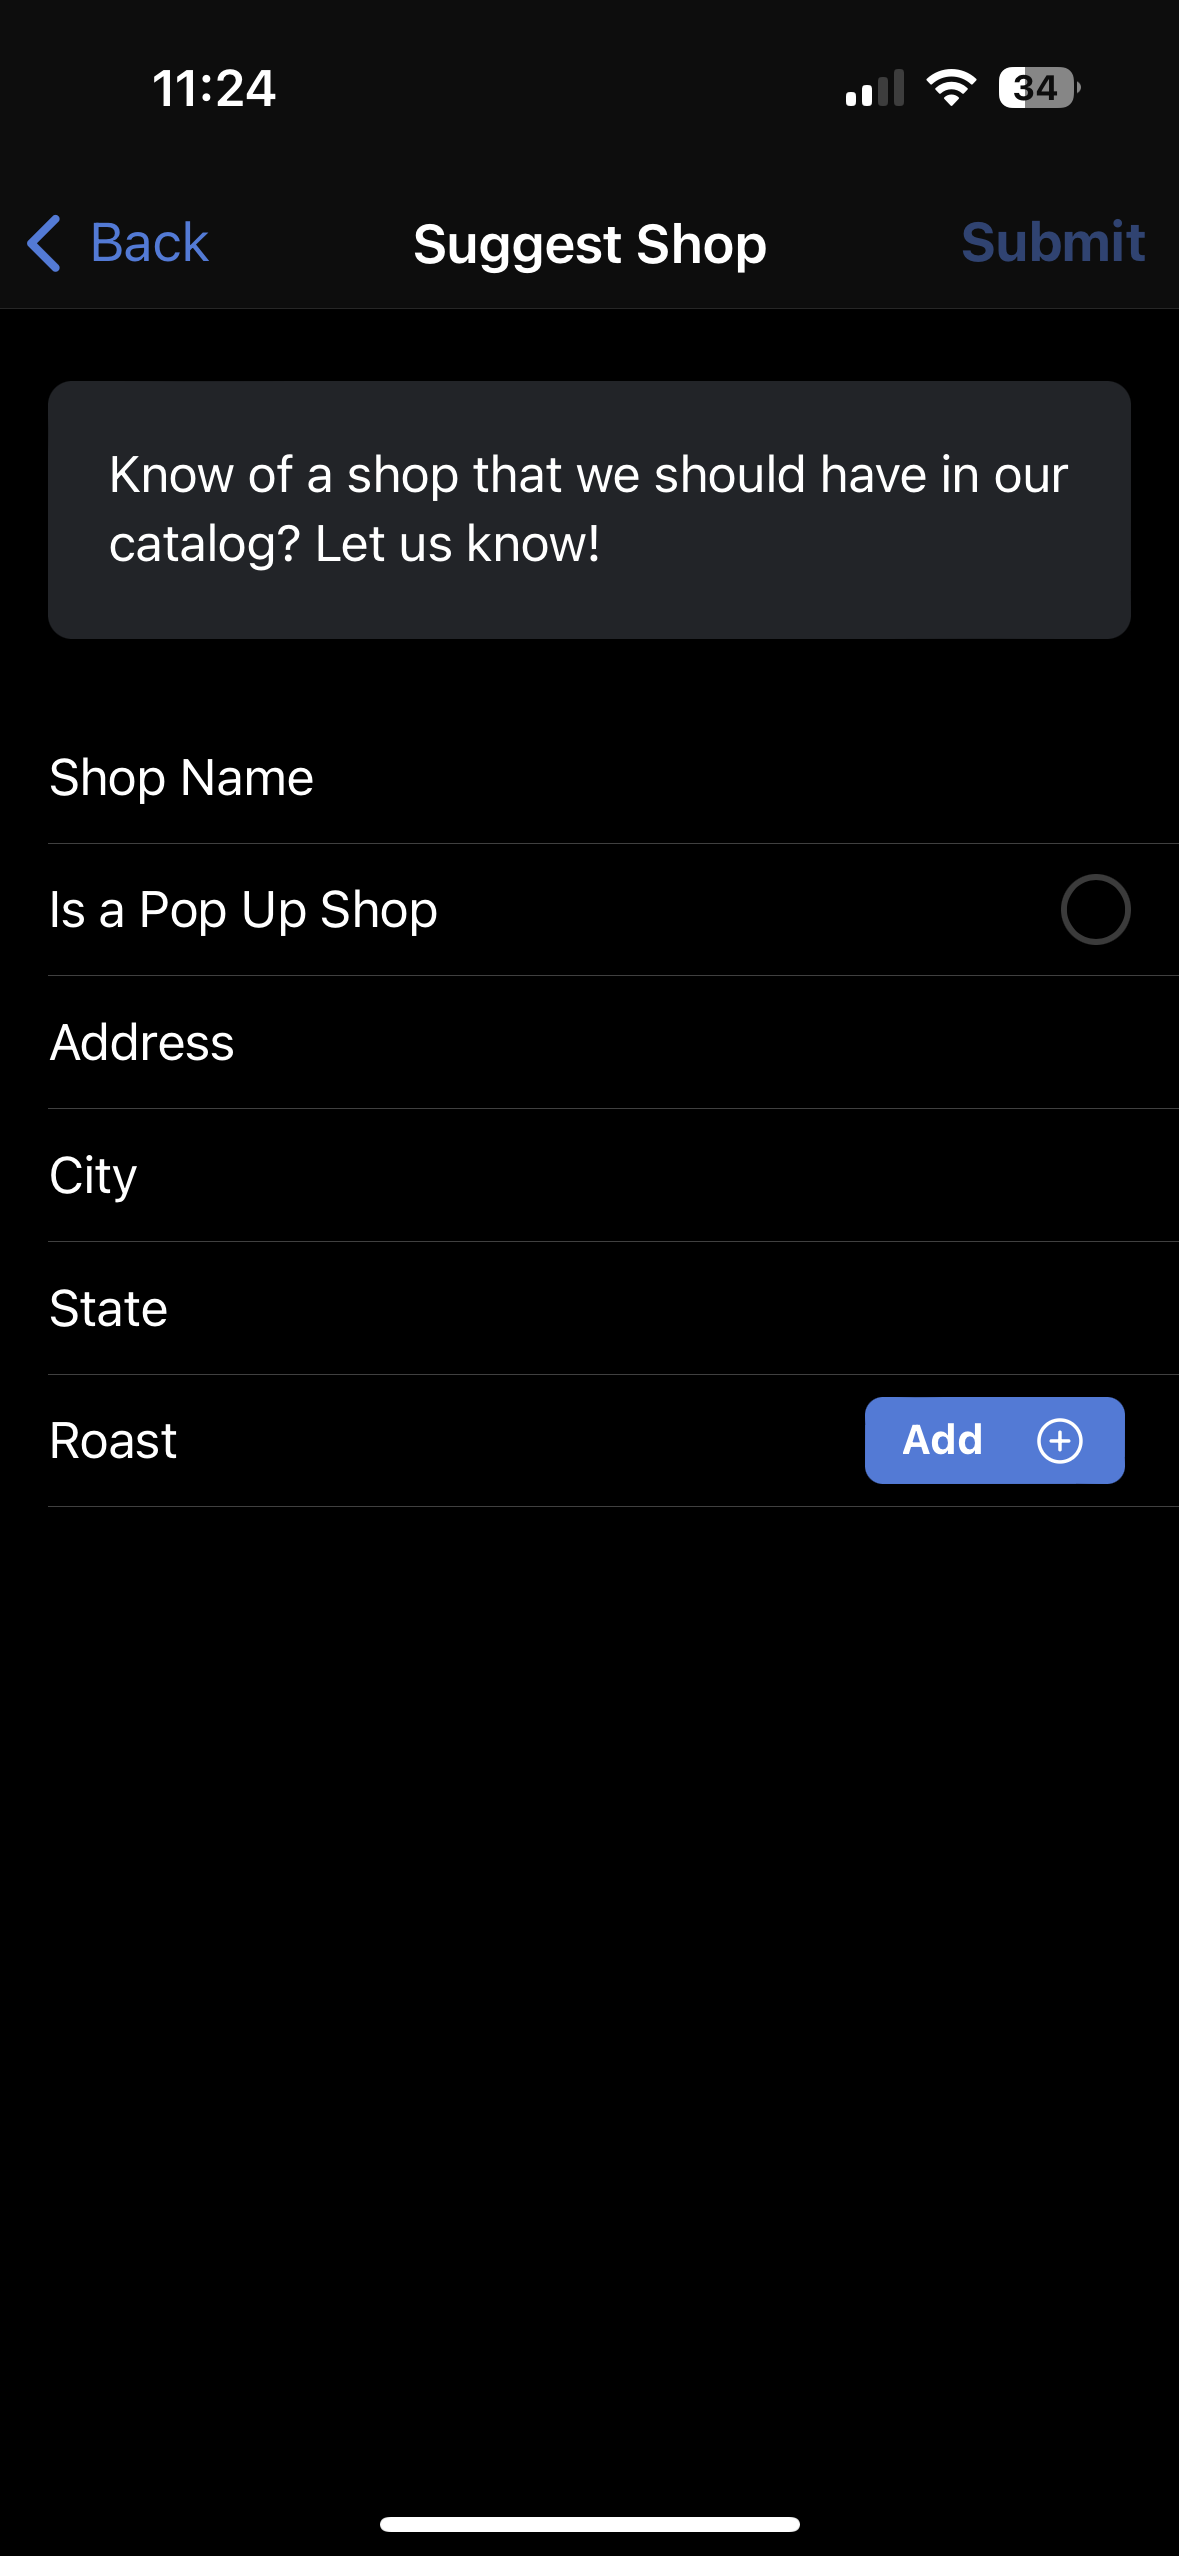 11:24
34
Back
Suggest Shop
Submit
Know of a shop that we should have in our
catalog? Let us know!
Shop Name
Is a Pop Up Shop
Address
City
State
Roast
Add